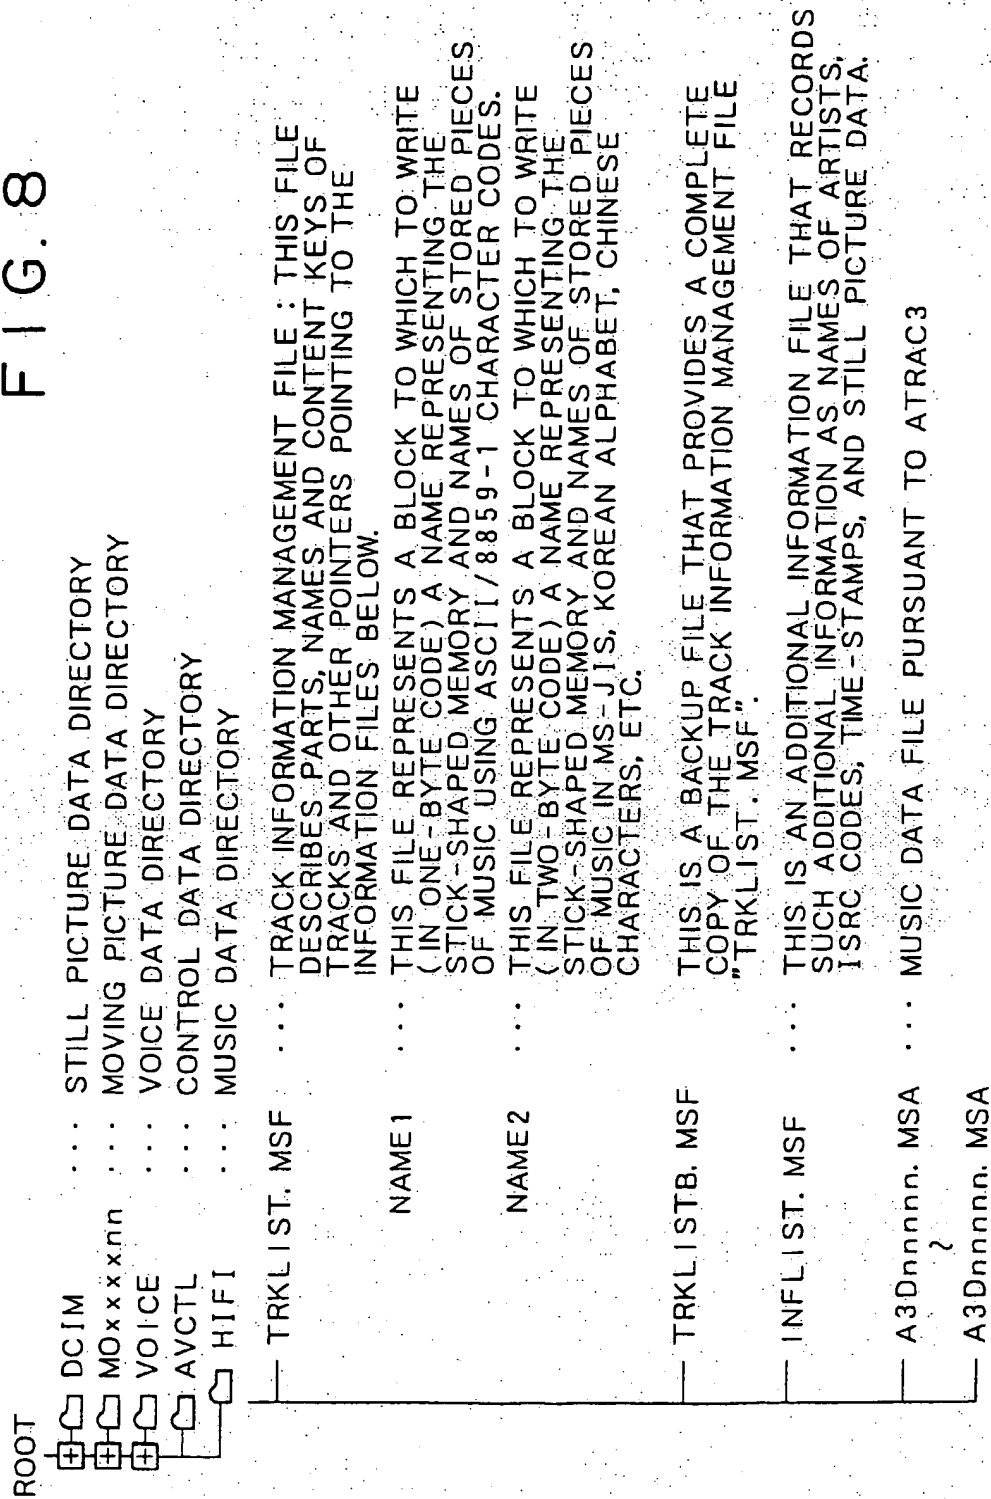 FIG. 8
ROOT
DCIM ... STILL PICTURE DATA DIRECTORY
MOxxxxnn ... MOVING PICTURE DATA DIRECTORY
VOICE ... VOICE DATA DIRECTORY
AVCTL ... CONTROL DATA DIRECTORY
HIFI ... MUSIC DATA DIRECTORY
TRKLIST. MSF ... TRACK INFORMATION MANAGEMENT FILE : THIS FILE
DESCRIBES PARTS, NAMES AND CONTENT KEYS OF
TRACKS AND OTHER POINTERS POINTING TO THE
INFORMATION FILES BELOW.
NAME1 ... THIS FILE REPRESENTS A BLOCK TO WHICH TO WRITE
(IN ONE-BYTE CODE) A NAME REPRESENTING THE
STICK-SHAPED MEMORY AND NAMES OF STORED PIECES
OF MUSIC USING ASCII/8859-1 CHARACTER CODES.
NAME2 ... THIS FILE REPRESENTS A BLOCK TO WHICH TO WRITE
(IN TWO-BYTE CODE) A NAME REPRESENTING THE
STICK-SHAPED MEMORY AND NAMES OF STORED PIECES
OF MUSIC IN MS-JIS, KOREAN ALPHABET, CHINESE
CHARACTERS, ETC.
TRKLISTB. MSF THIS IS A BACKUP FILE THAT PROVIDES A COMPLETE
COPY OF THE TRACK INFORMATION MANAGEMENT FILE
"TRKLIST. MSF".
INFLIST. MSF ... THIS IS AN ADDITIONAL INFORMATION FILE THAT RECORDS
SUCH ADDITIONAL INFORMATION AS NAMES OF ARTISTS,
ISRC CODES, TIME-STAMPS, AND STILL PICTURE DATA.
A3Dnnnnn. MSA ... MUSIC DATA FILE PURSUANT TO ATRAC3
~
A3Dnnnnn. MSA